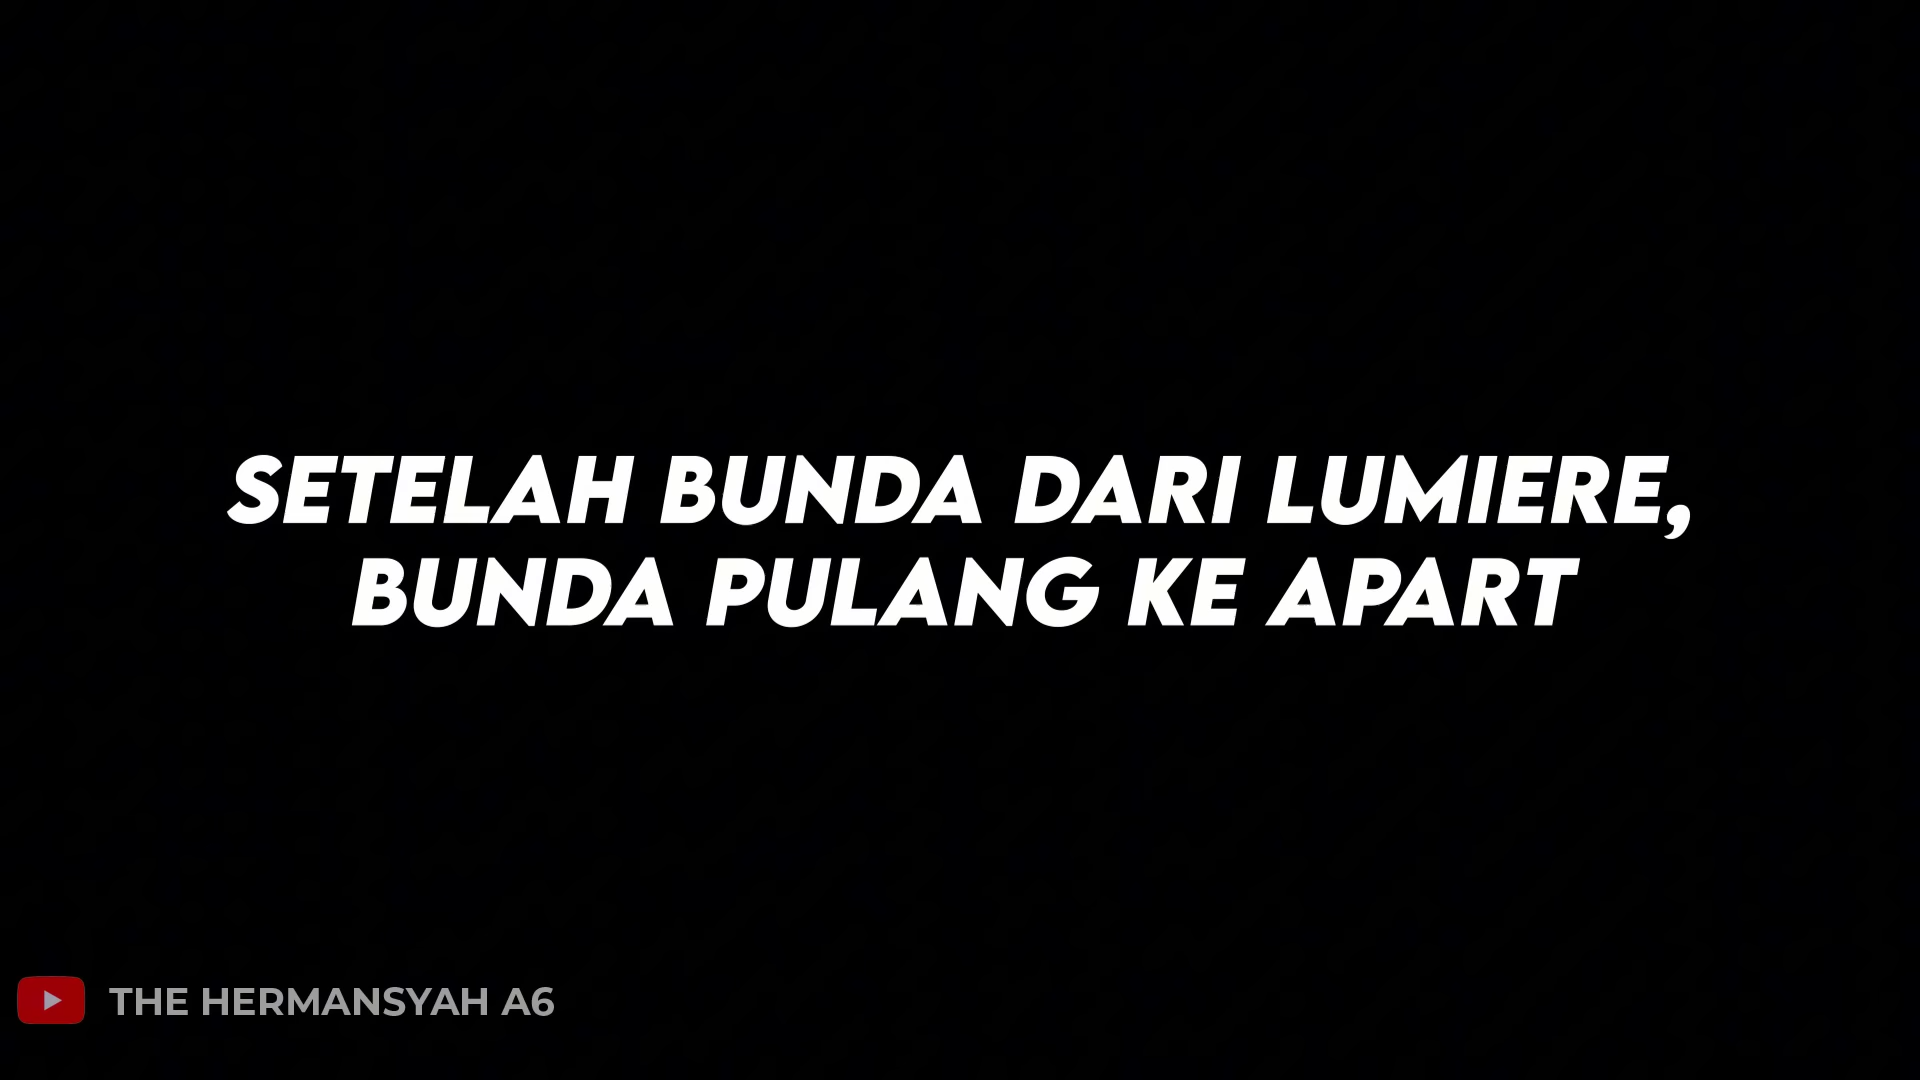 SETELAH BUNDA DARI LUMIERE,
BUNDA PULANG KE APART
THE HERMANSYAH A6